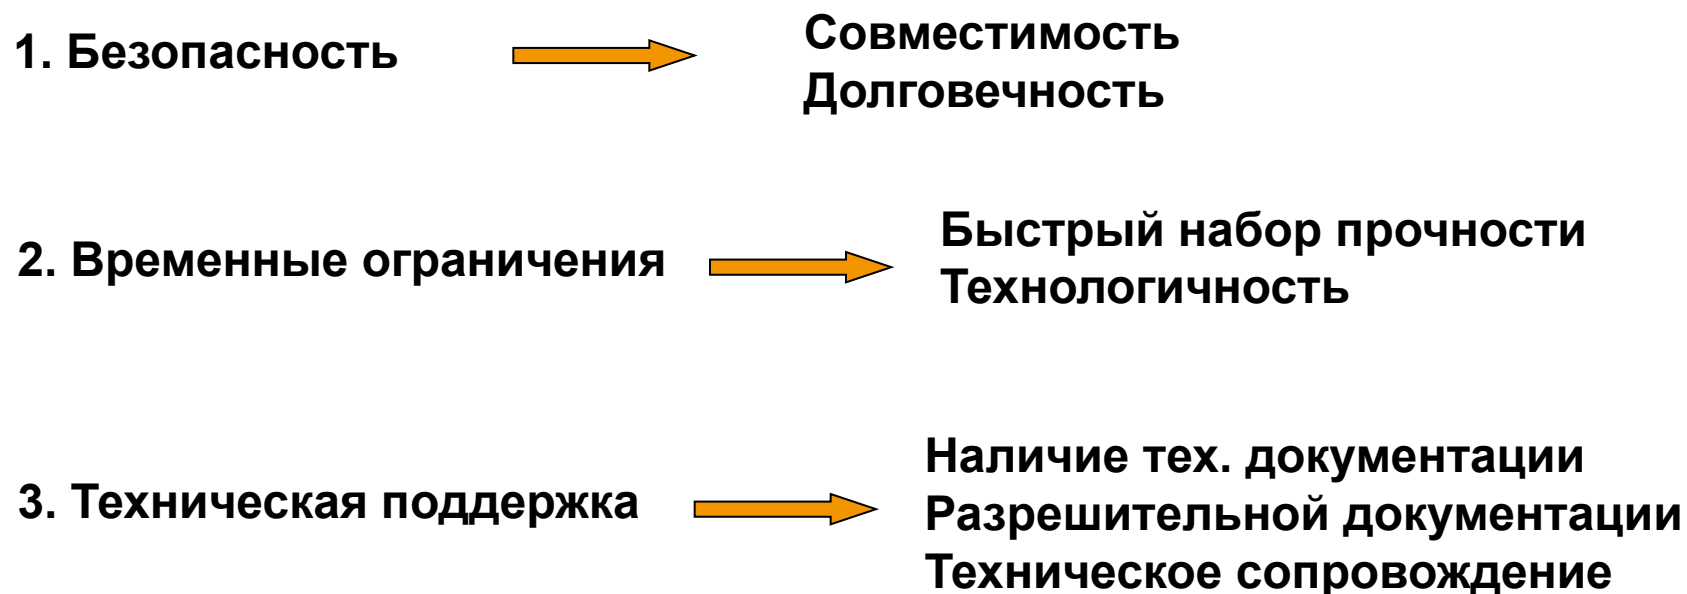 1. Безопасность
Совместимость
Долговечность
2. Временные ограничения
Быстрый набор прочности
Технологичность
3. Техническая поддержка
Наличие тех. документации
Разрешительной документации
Техническое сопровождение